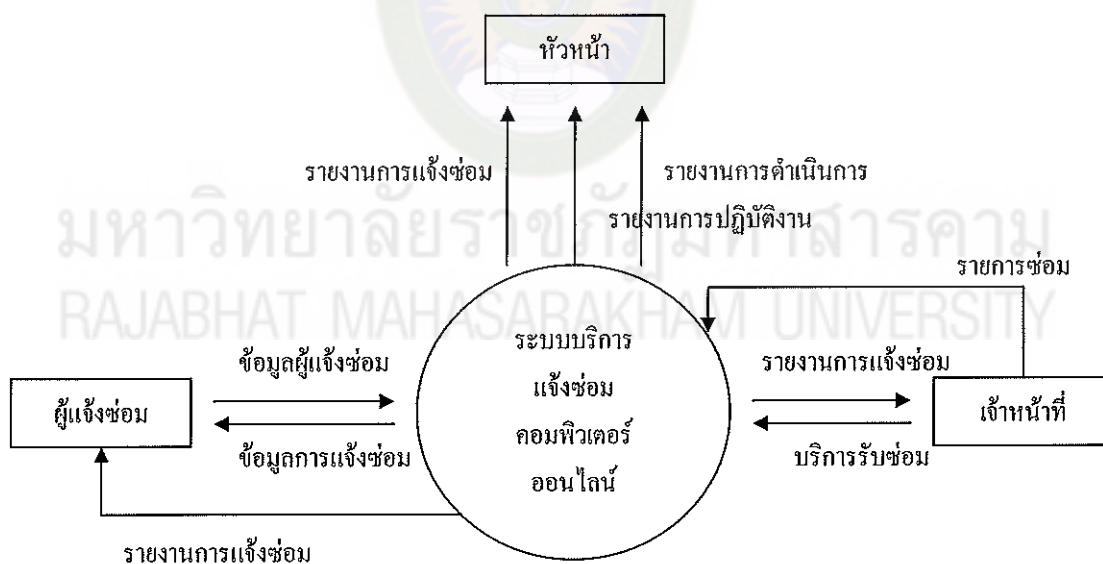 หัวหน้า
รายงานการแจ้งซ่อม
รายงานการดำเนินการ
รายงานการปฏิบัติงาน
มหาวิทยาลัยราชภัฏมหาสารคาม
RAJABHAT MAHASARAKHAM UNIVERSITY
รายการซ่อม
ระบบบริการ
แจ้งซ่อม
คอมพิวเตอร์
ออนไลน์
ข้อมูลผู้แจ้งซ่อม
รายงานการแจ้งซ่อม
ผู้แจ้งซ่อม
เจ้าหน้าที่
ข้อมูลการแจ้งซ่อม
บริการรับซ่อม
รายงานการแจ้งซ่อม